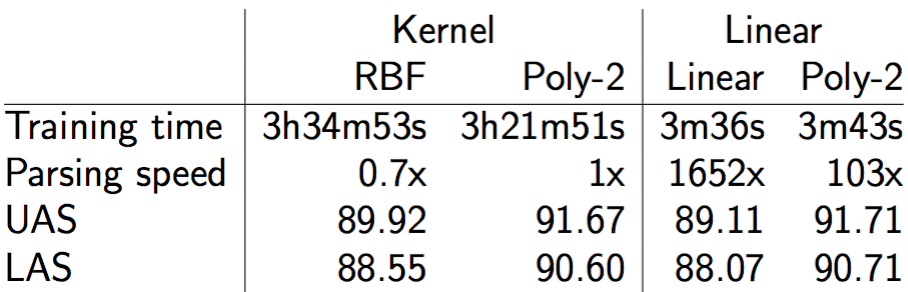 Kernel Linear
RBF Poly-2 Linear Poly-2
Training time 3h34m53s 3h21m51s 3m36s 3m43s
Parsing speed 0.7x 1x 1652x 103x
UAS 89.92 91.67 89.11 91.71
LAS 88.55 90.60 88.07 90.71